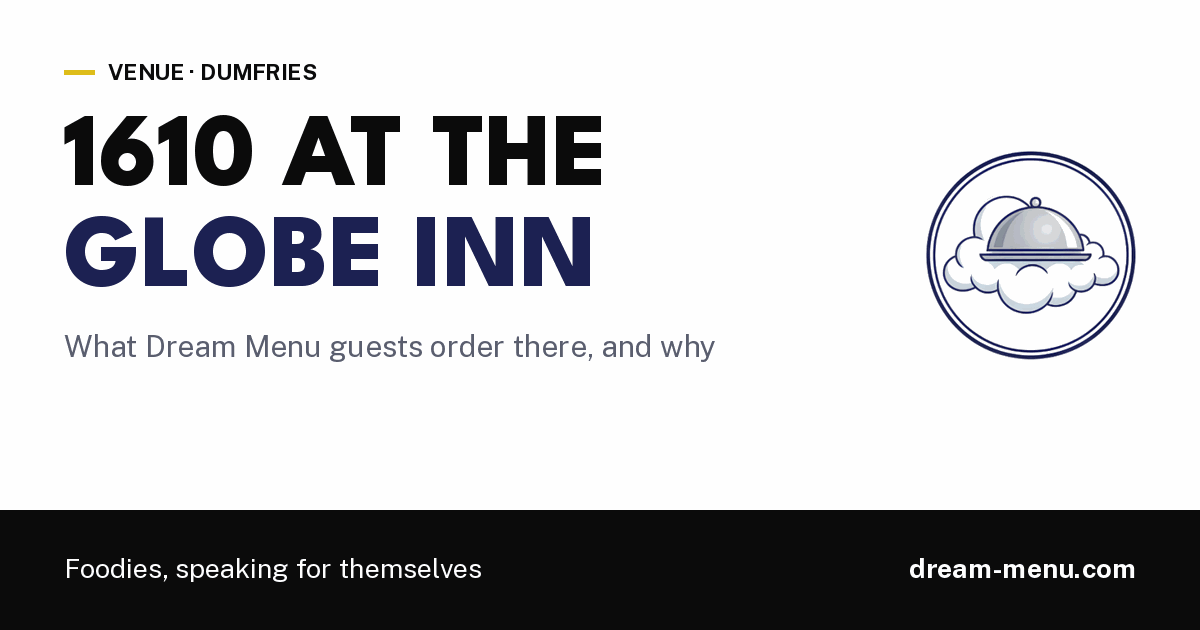 VENUE · DUMFRIES
1610 AT THE
GLOBE INN
What Dream Menu guests order there, and why
Foodies, speaking for themselves
dream-menu.com